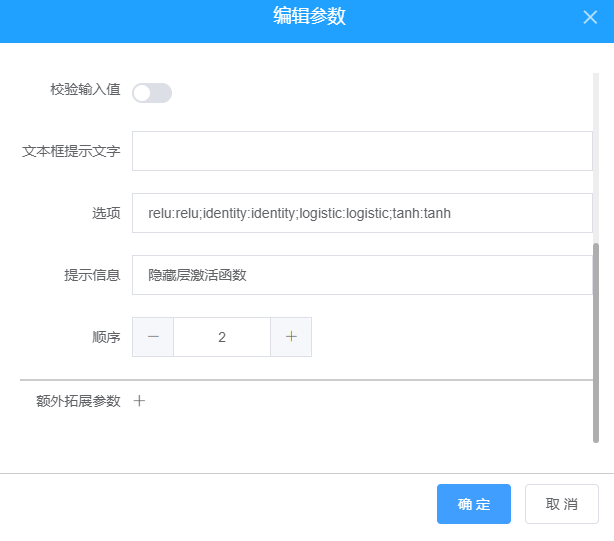 编辑参数
校验输入值
文本框提示文字
选项 relu:relu;identity:identity;logistic:logistic;tanh:tanh
提示信息 隐藏层激活函数
顺序 2
额外拓展参数
确定 取消